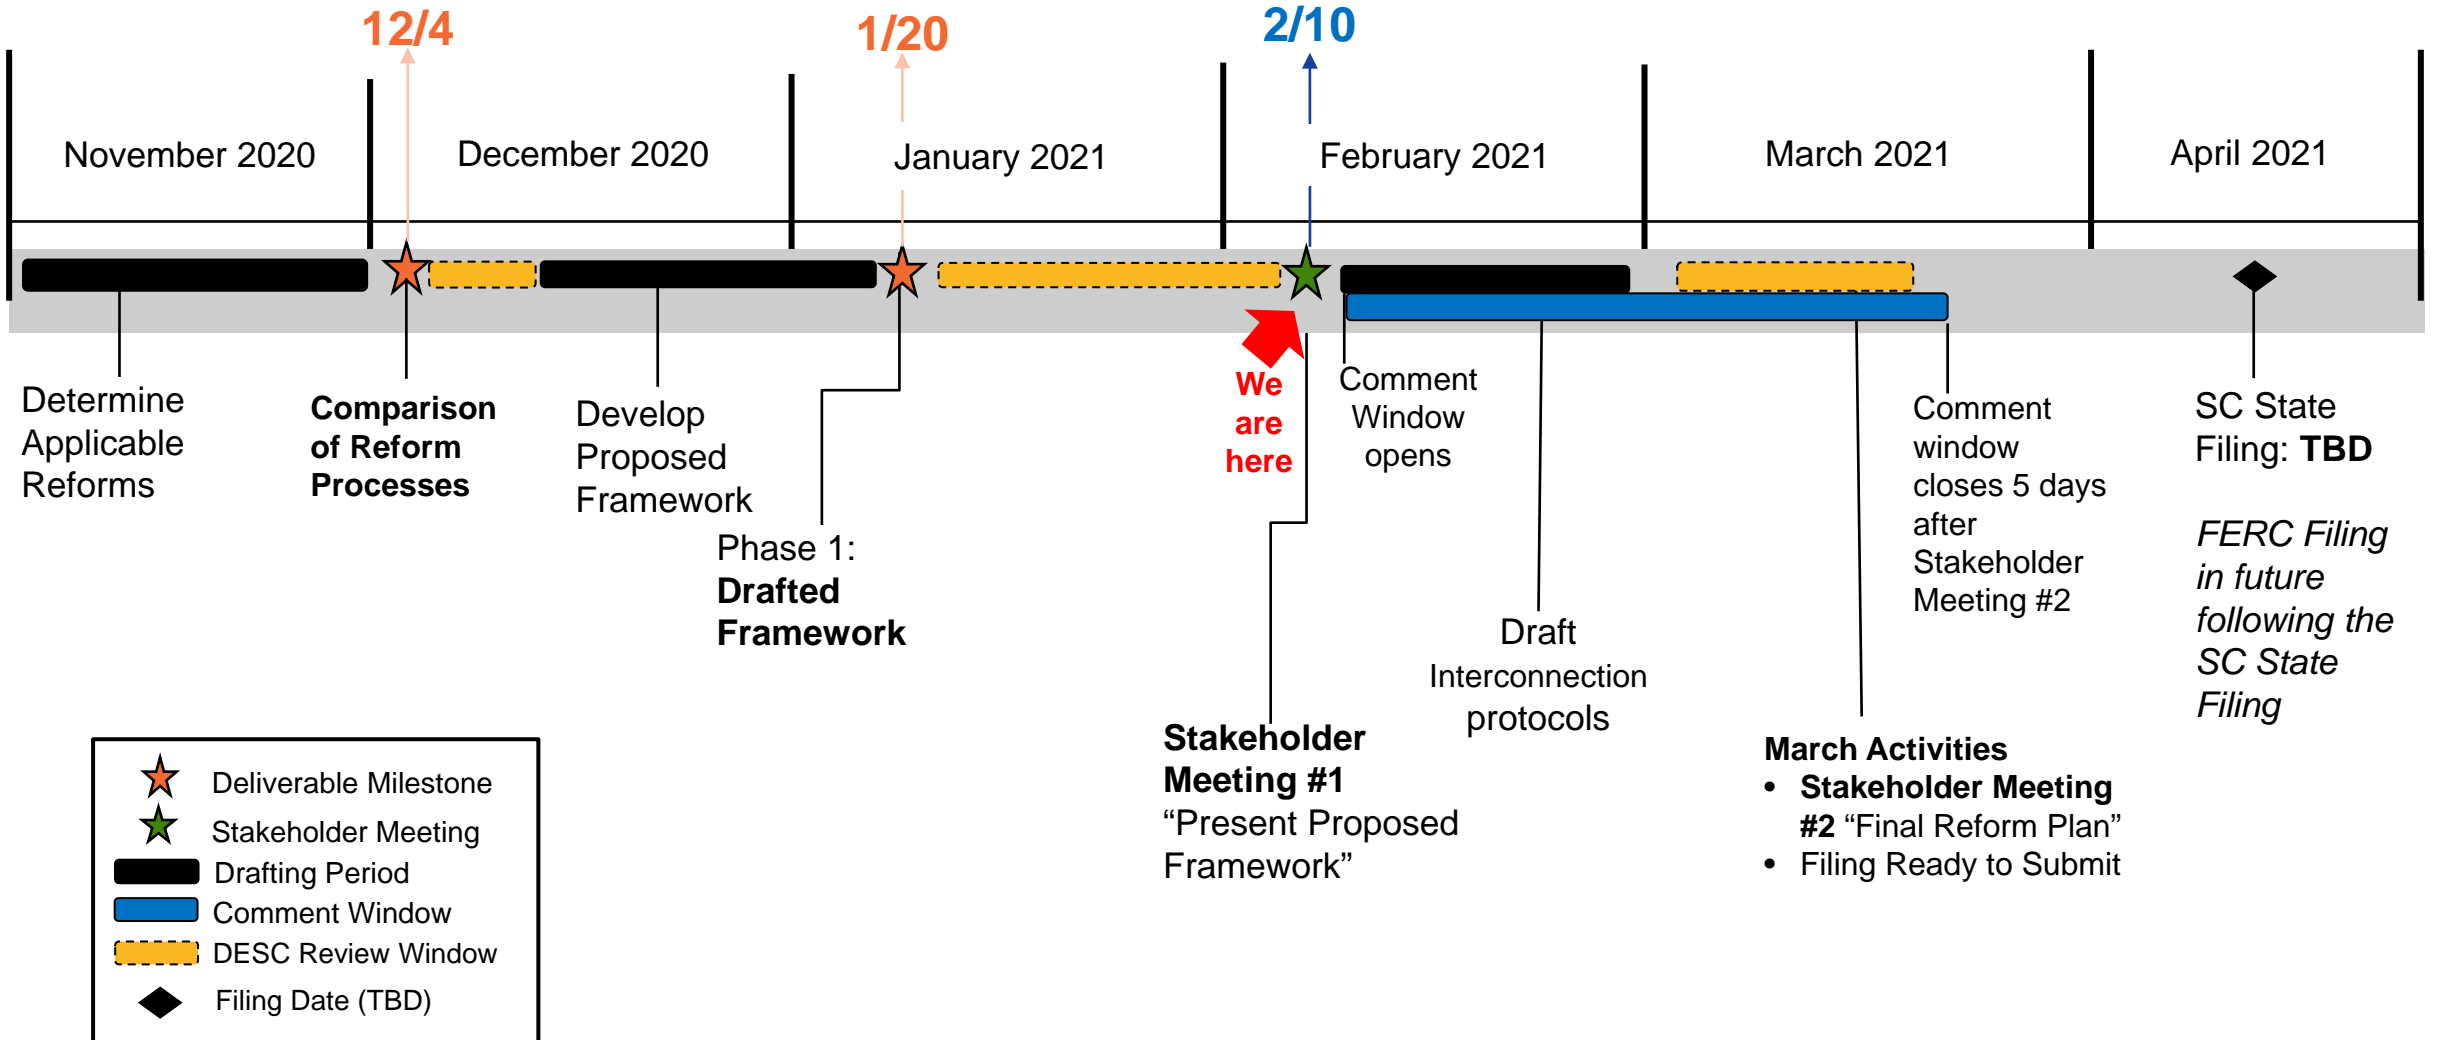 12/4
1/20
2/10
November 2020
December 2020
January 2021
February 2021
March 2021
April 2021
Determine
Applicable
Reforms
Comparison
of Reform
Processes
Develop
Proposed
Framework
Phase 1:
Drafted
Framework
We
are
here
Stakeholder
Meeting #1
“Present Proposed
Framework”
Comment
Window
opens
Draft
Interconnection
protocols
March Activities
• Stakeholder Meeting
#2 “Final Reform Plan”
• Filing Ready to Submit
Comment
window
closes 5 days
after
Stakeholder
Meeting #2
SC State
Filing: TBD
FERC Filing
in future
following the
SC State
Filing
Deliverable Milestone
Stakeholder Meeting
Drafting Period
Comment Window
DESC Review Window
Filing Date (TBD)